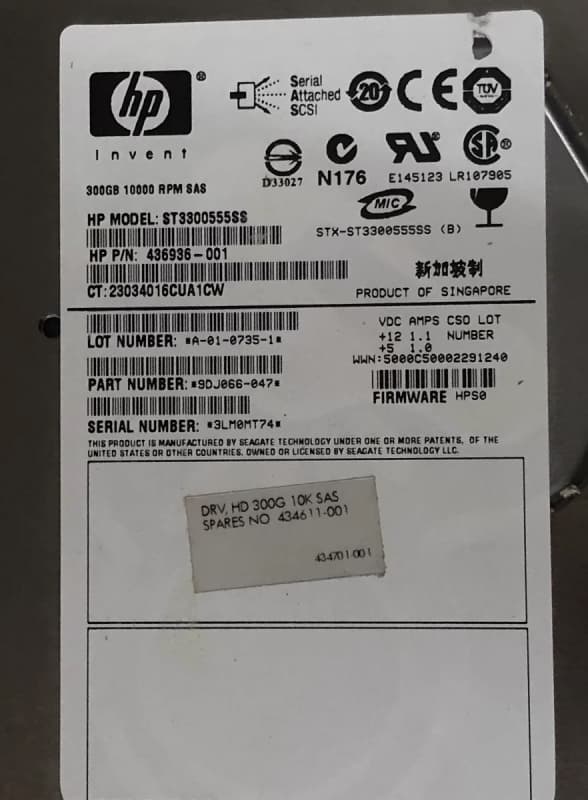 hp ®
invent
Serial
Attached
SCSI
20
CE
TUV
D33027
N176
E145123
LR107905
300GB 10000 RPM SAS
HP MODEL: ST3300555SS
MIC
STX-ST3300555SS (B)
HP P/N: 436936-001
新加坡制
CT:23034016CUA1CW
PRODUCT OF SINGAPORE
VDC AMPS CSO LOT
+12 1.1 NUMBER
+5 1.0
LOT NUMBER: *A-01-0735-1*
WWN:5000C50002291240
PART NUMBER: *9DJ066-047*
FIRMWARE HPS0
SERIAL NUMBER: *3LM0MT74*
THIS PRODUCT IS MANUFACTURED BY SEAGATE TECHNOLOGY UNDER ONE OR MORE PATENTS, OF THE
UNITED STATES OR OTHER COUNTRIES. OWNED OR LICENSED BY SEAGATE TECHNOLOGY LLC.
DRV, HD 300G 10K SAS
SPARES NO 434611-001
434701-001